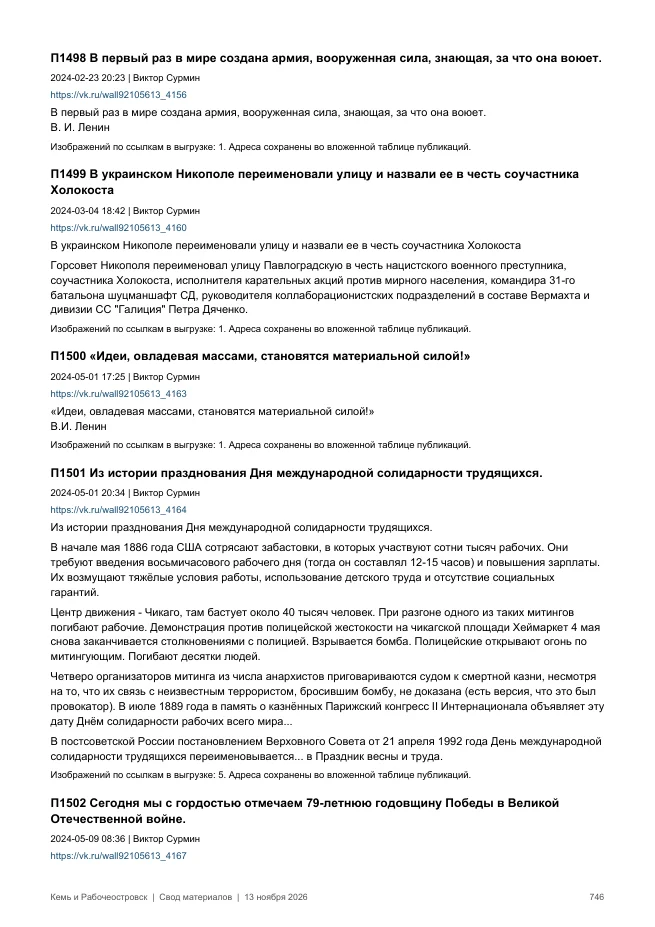 П1498 В первый раз в мире создана армия, вооруженная сила, знающая, за что она воюет.
2024-02-23 20:23 | Виктор Сурмин
https://vk.ru/wall92105613_4156
В первый раз в мире создана армия, вооруженная сила, знающая, за что она воюет.
В. И. Ленин
Изображений по ссылкам в выгрузке: 1. Адреса сохранены во вложенной таблице публикаций.
П1499 В украинском Никополе переименовали улицу и назвали ее в честь соучастника
Холокоста
2024-03-04 18:42 | Виктор Сурмин
https://vk.ru/wall92105613_4160
В украинском Никополе переименовали улицу и назвали ее в честь соучастника Холокоста
Горсовет Никополя переименовал улицу Павлоградскую в честь нацистского военного преступника,
соучастника Холокоста, исполнителя карательных акций против мирного населения, командира 31-го
батальона шуцманшафт СД, руководителя коллаборационистских подразделений в составе Вермахта и
дивизии СС "Галиция" Петра Дяченко.
Изображений по ссылкам в выгрузке: 1. Адреса сохранены во вложенной таблице публикаций.
П1500 «Идеи, овладевая массами, становятся материальной силой!»
2024-05-01 17:25 | Виктор Сурмин
https://vk.ru/wall92105613_4163
«Идеи, овладевая массами, становятся материальной силой!»
В.И. Ленин
Изображений по ссылкам в выгрузке: 1. Адреса сохранены во вложенной таблице публикаций.
П1501 Из истории празднования Дня международной солидарности трудящихся.
2024-05-01 20:34 | Виктор Сурмин
https://vk.ru/wall92105613_4164
Из истории празднования Дня международной солидарности трудящихся.
В начале мая 1886 года США сотрясают забастовки, в которых участвуют сотни тысяч рабочих. Они
требуют введения восьмичасового рабочего дня (тогда он составлял 12-15 часов) и повышения зарплаты.
Их возмущают тяжёлые условия работы, использование детского труда и отсутствие социальных
гарантий.
Центр движения - Чикаго, там бастует около 40 тысяч человек. При разгоне одного из таких митингов
погибают рабочие. Демонстрация против полицейской жестокости на чикагской площади Хеймаркет 4 мая
снова заканчивается столкновениями с полицией. Взрывается бомба. Полицейские открывают огонь по
митингующим. Погибают десятки людей.
Четверо организаторов митинга из числа анархистов приговариваются судом к смертной казни, несмотря
на то, что их связь с неизвестным террористом, бросившим бомбу, не доказана (есть версия, что это был
провокатор). В июле 1889 года в память о казнённых Парижский конгресс II Интернационала объявляет эту
дату Днём солидарности рабочих всего мира...
В постсоветской России постановлением Верховного Совета от 21 апреля 1992 года День международной
солидарности трудящихся переименовывается... в Праздник весны и труда.
Изображений по ссылкам в выгрузке: 5. Адреса сохранены во вложенной таблице публикаций.
П1502 Сегодня мы с гордостью отмечаем 79-летнюю годовщину Победы в Великой
Отечественной войне.
2024-05-09 08:36 | Виктор Сурмин
https://vk.ru/wall92105613_4167
Кемь и Рабочеостровск | Свод материалов | 13 ноября 2026
746